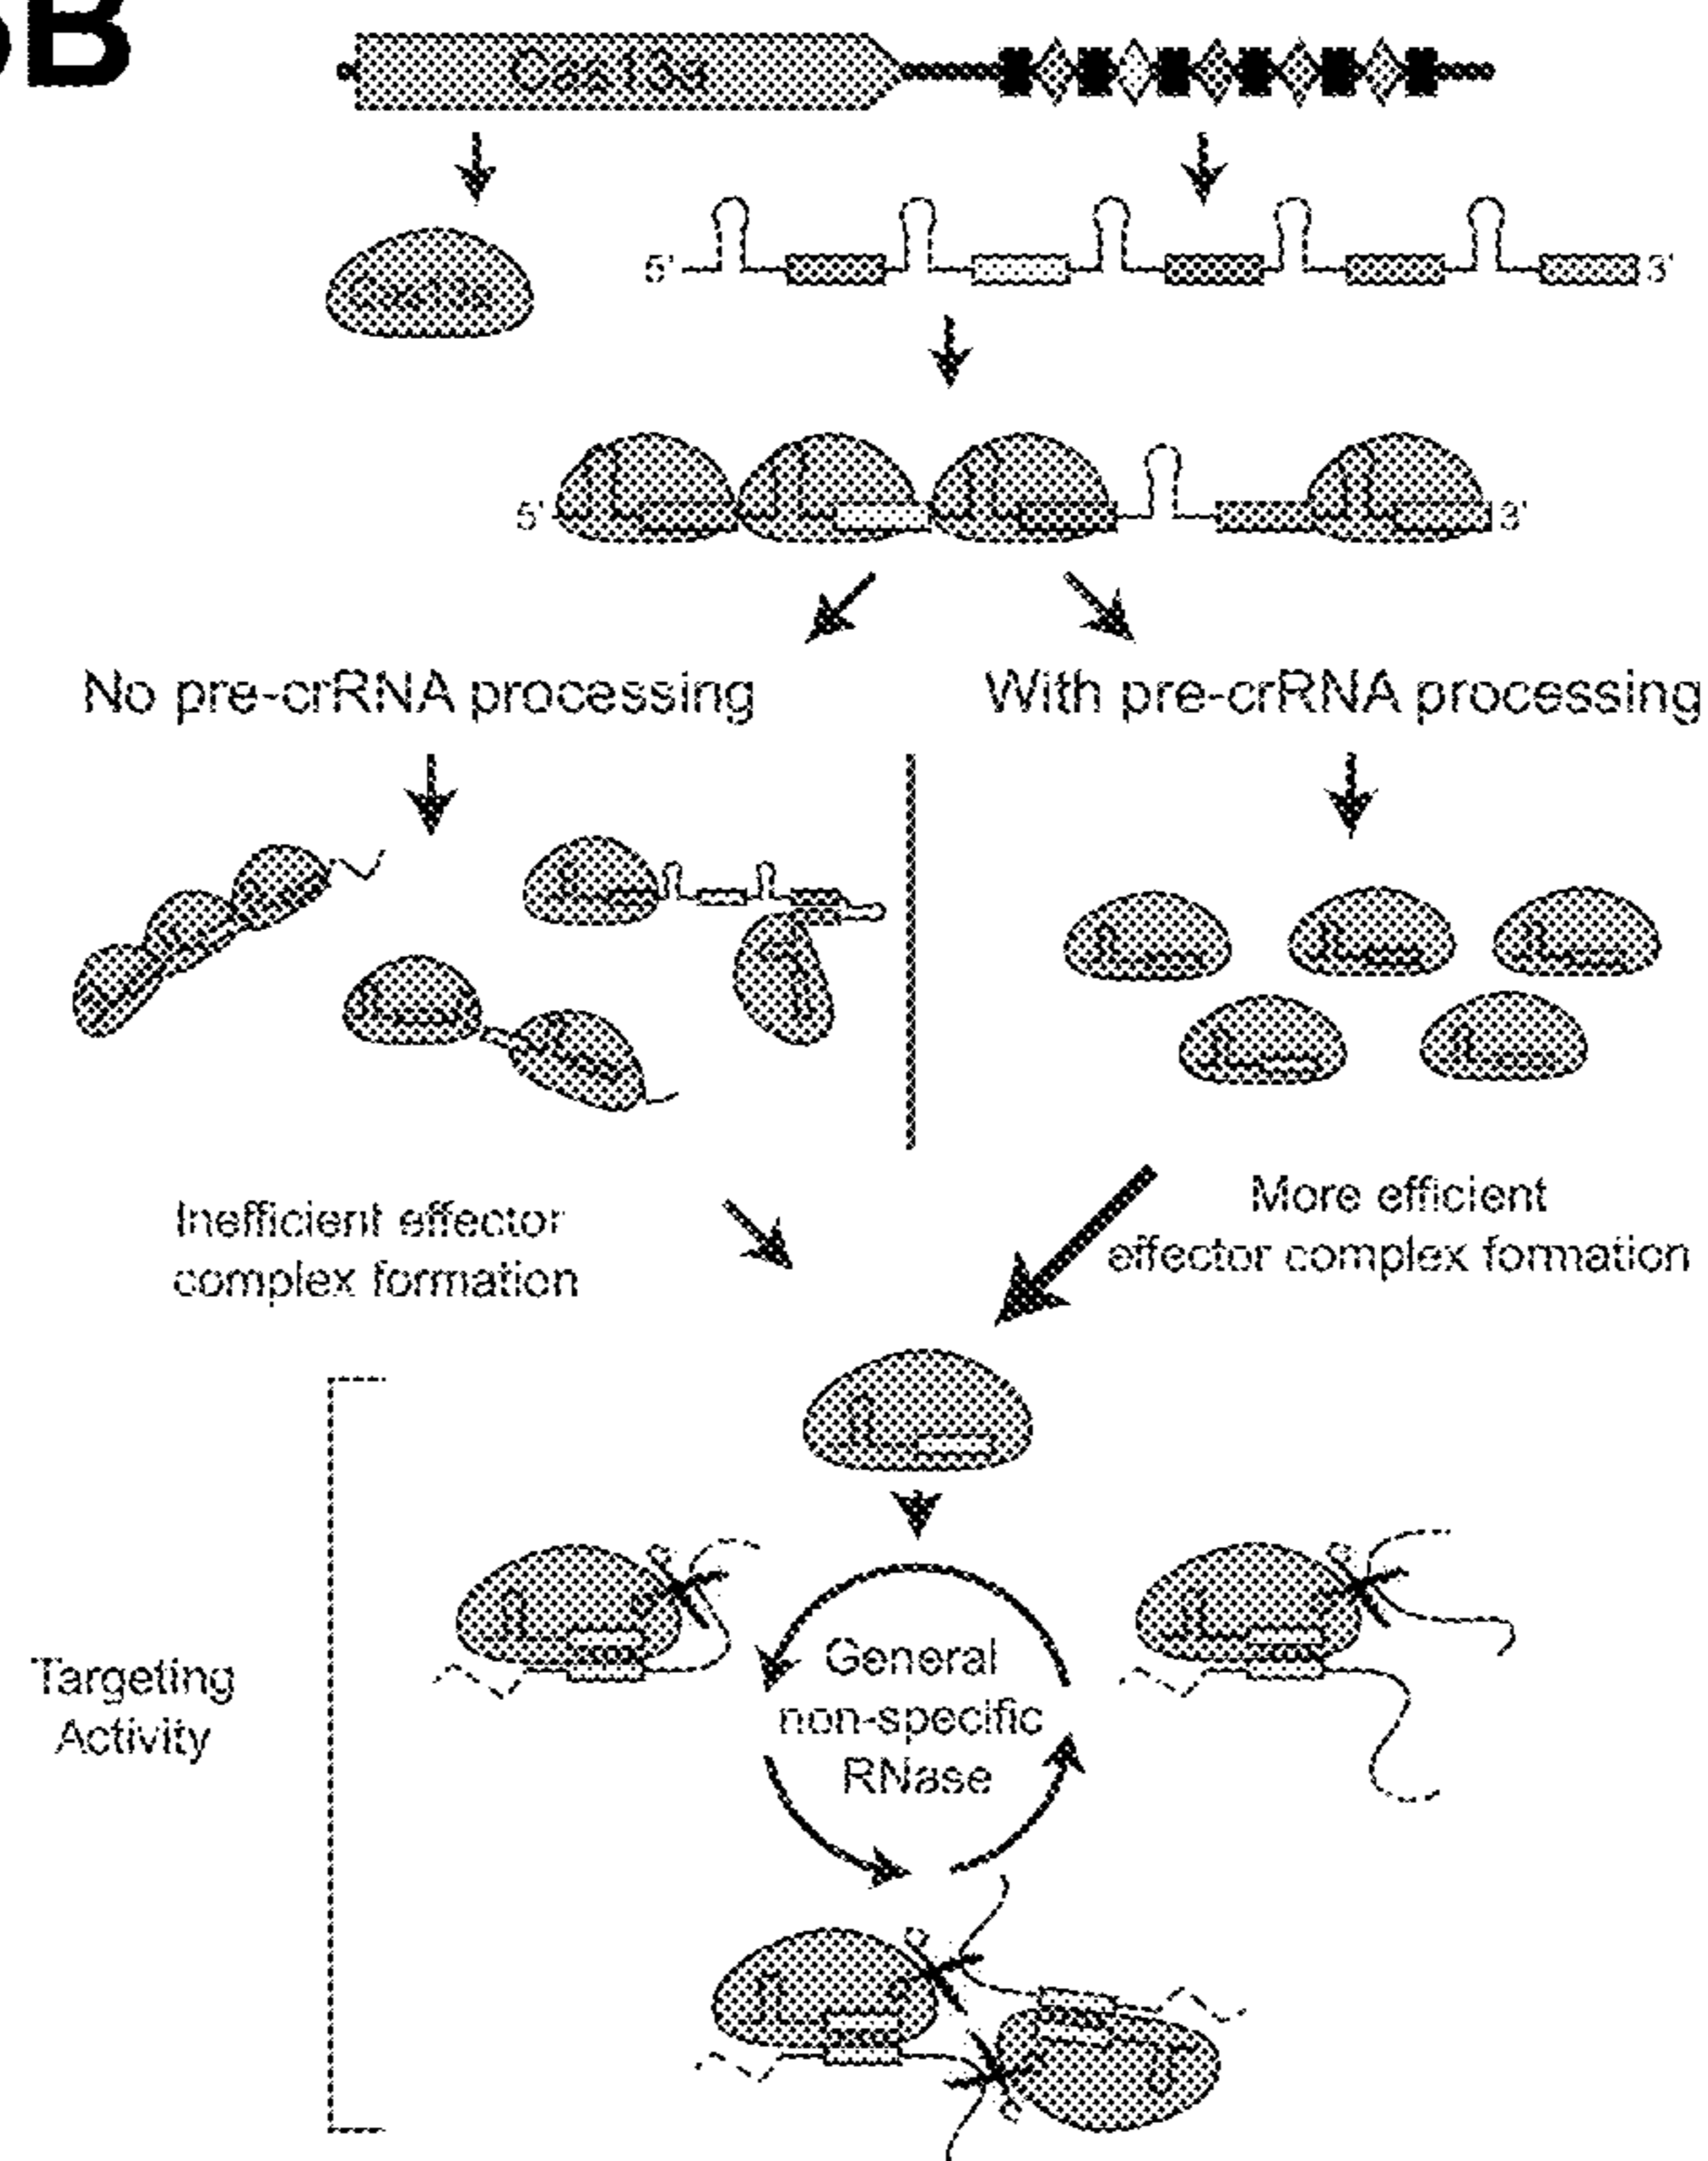 B
Cas13a
5' 3'
Cas13a
5' 3'
No pre-crRNA processing
With pre-crRNA processing
Inefficient effector
complex formation
More efficient
effector complex formation
Targeting
Activity
General
non-specific
RNase